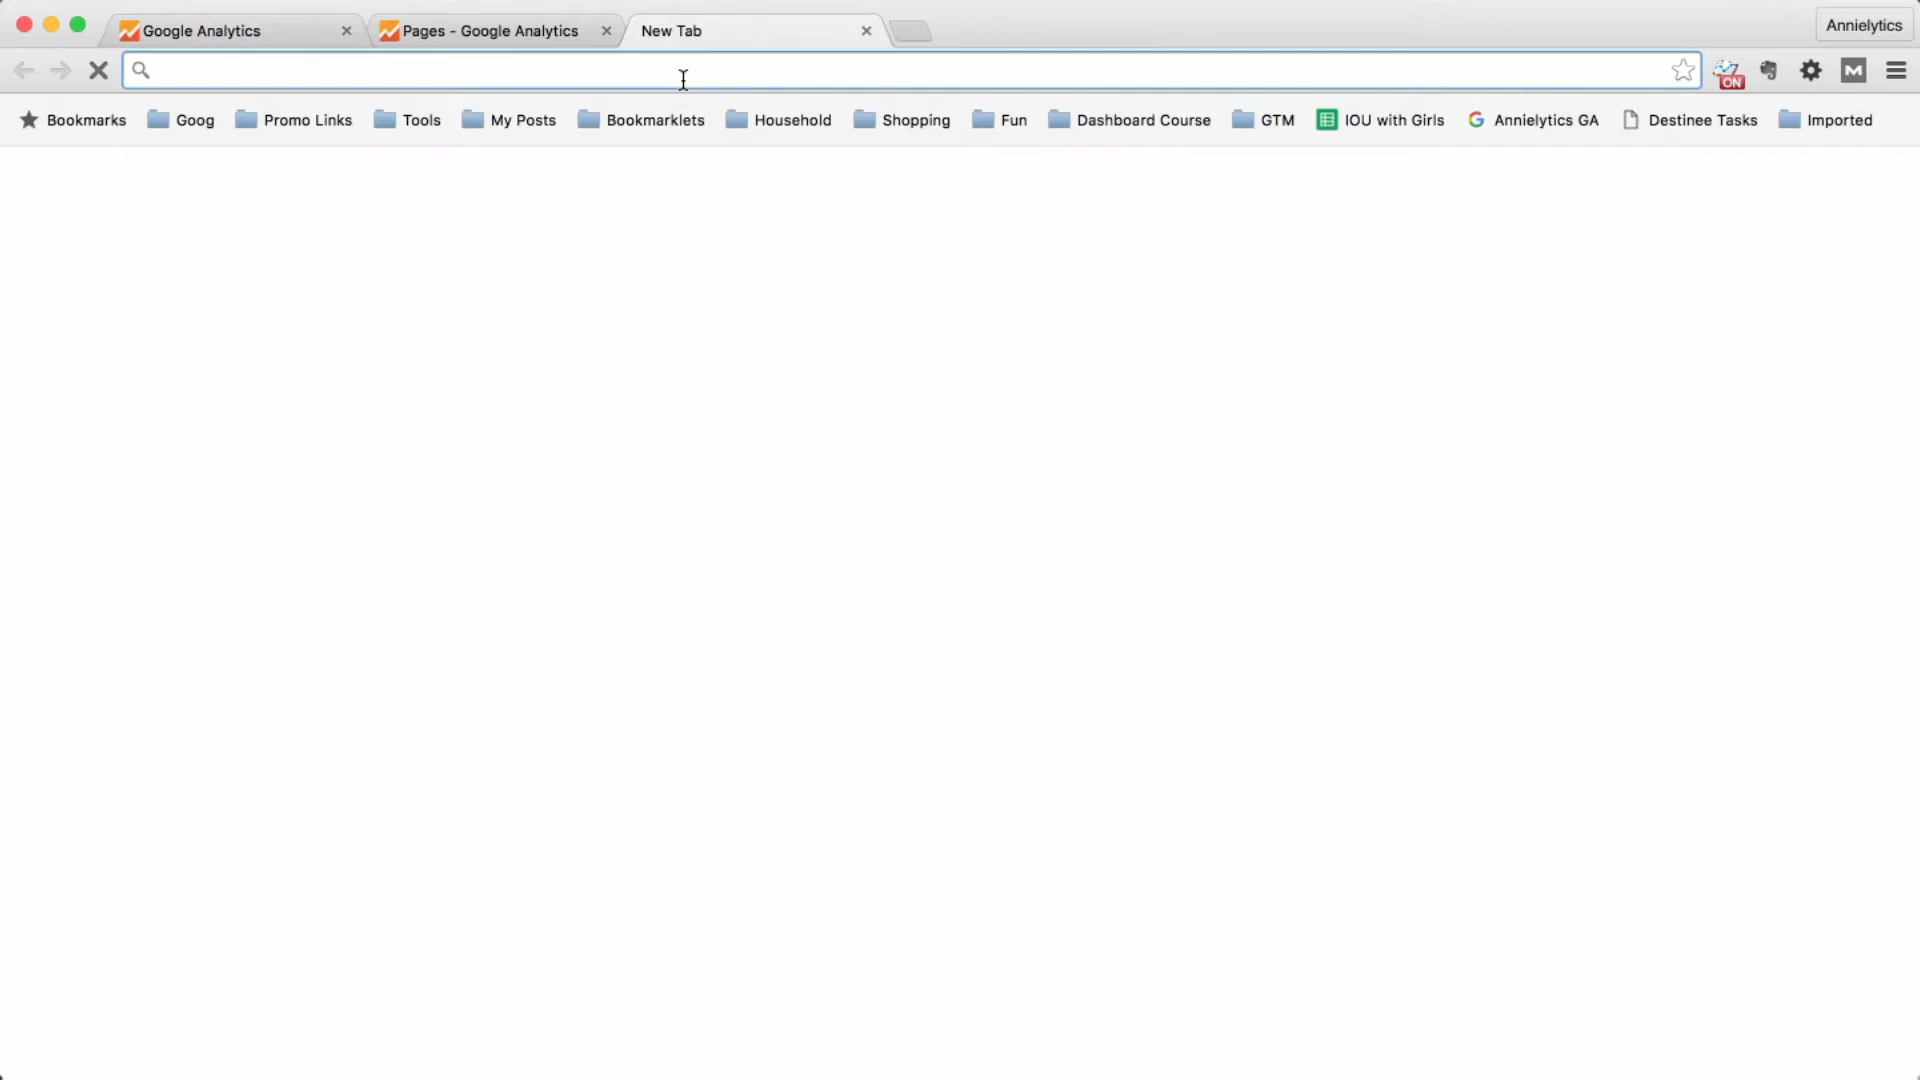 Google Analytics
Pages - Google Analytics
New Tab
Annielytics
ON
M
Bookmarks
Goog
Promo Links
Tools
My Posts
Bookmarklets
Household
Shopping
Fun
Dashboard Course
GTM
IOU with Girls
Annielytics GA
Destinee Tasks
Imported